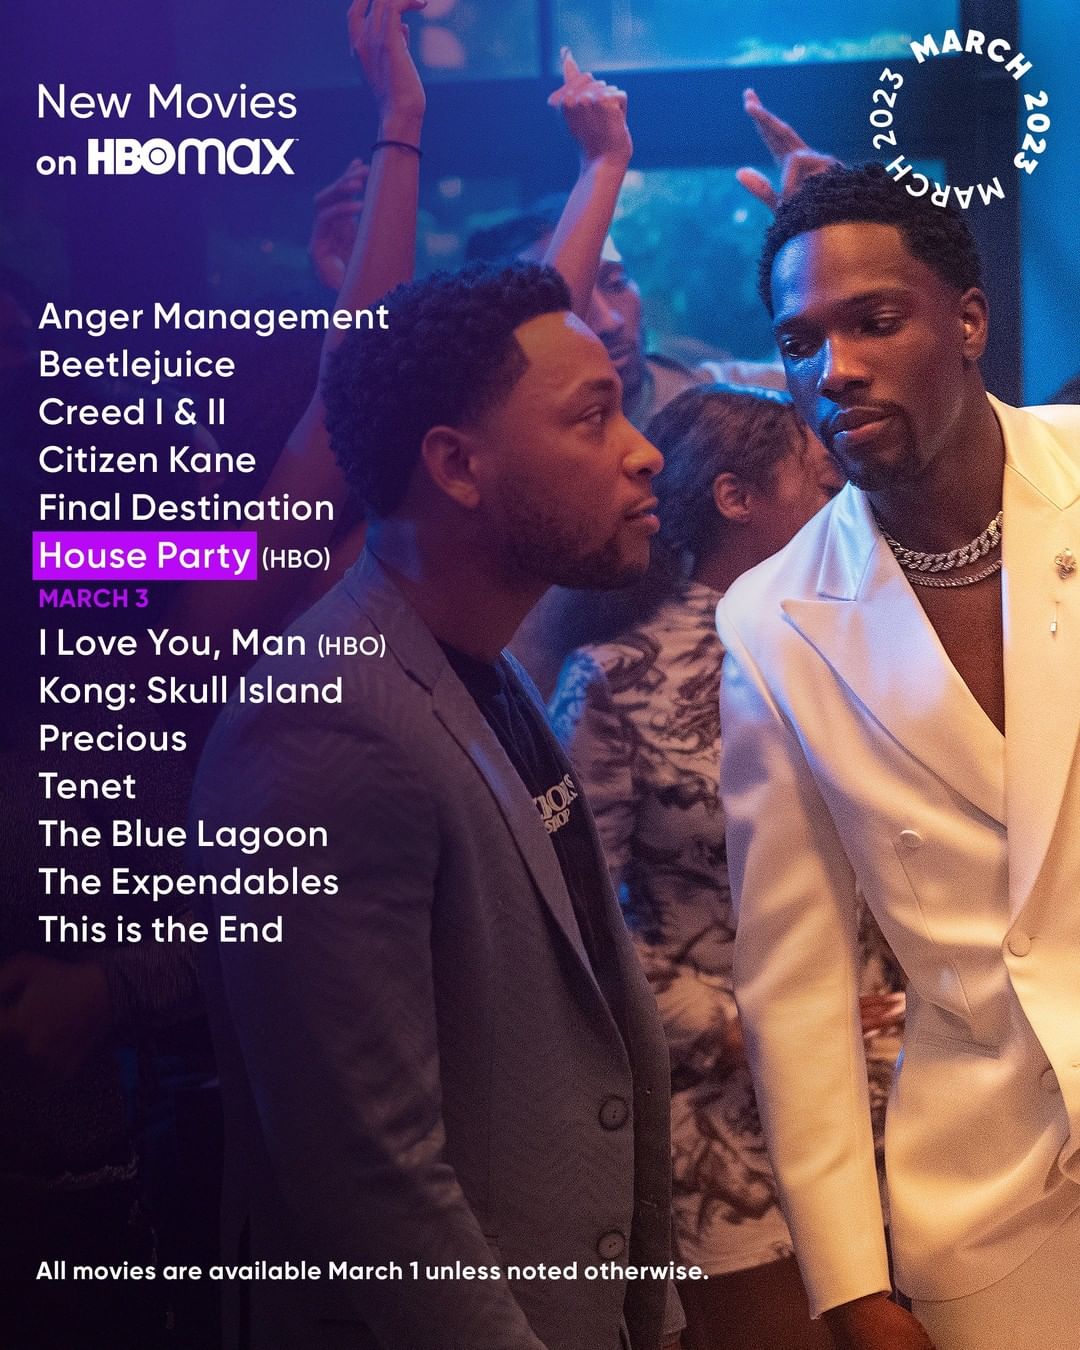 New Movies
on HBOmax
MARCH 2023 MARCH 2023
Anger Management
Beetlejuice
Creed I & II
Citizen Kane
Final Destination
House Party (HBO)
MARCH 3
I Love You, Man (HBO)
Kong: Skull Island
Precious
Tenet
The Blue Lagoon
The Expendables
This is the End
All movies are available March 1 unless noted otherwise.